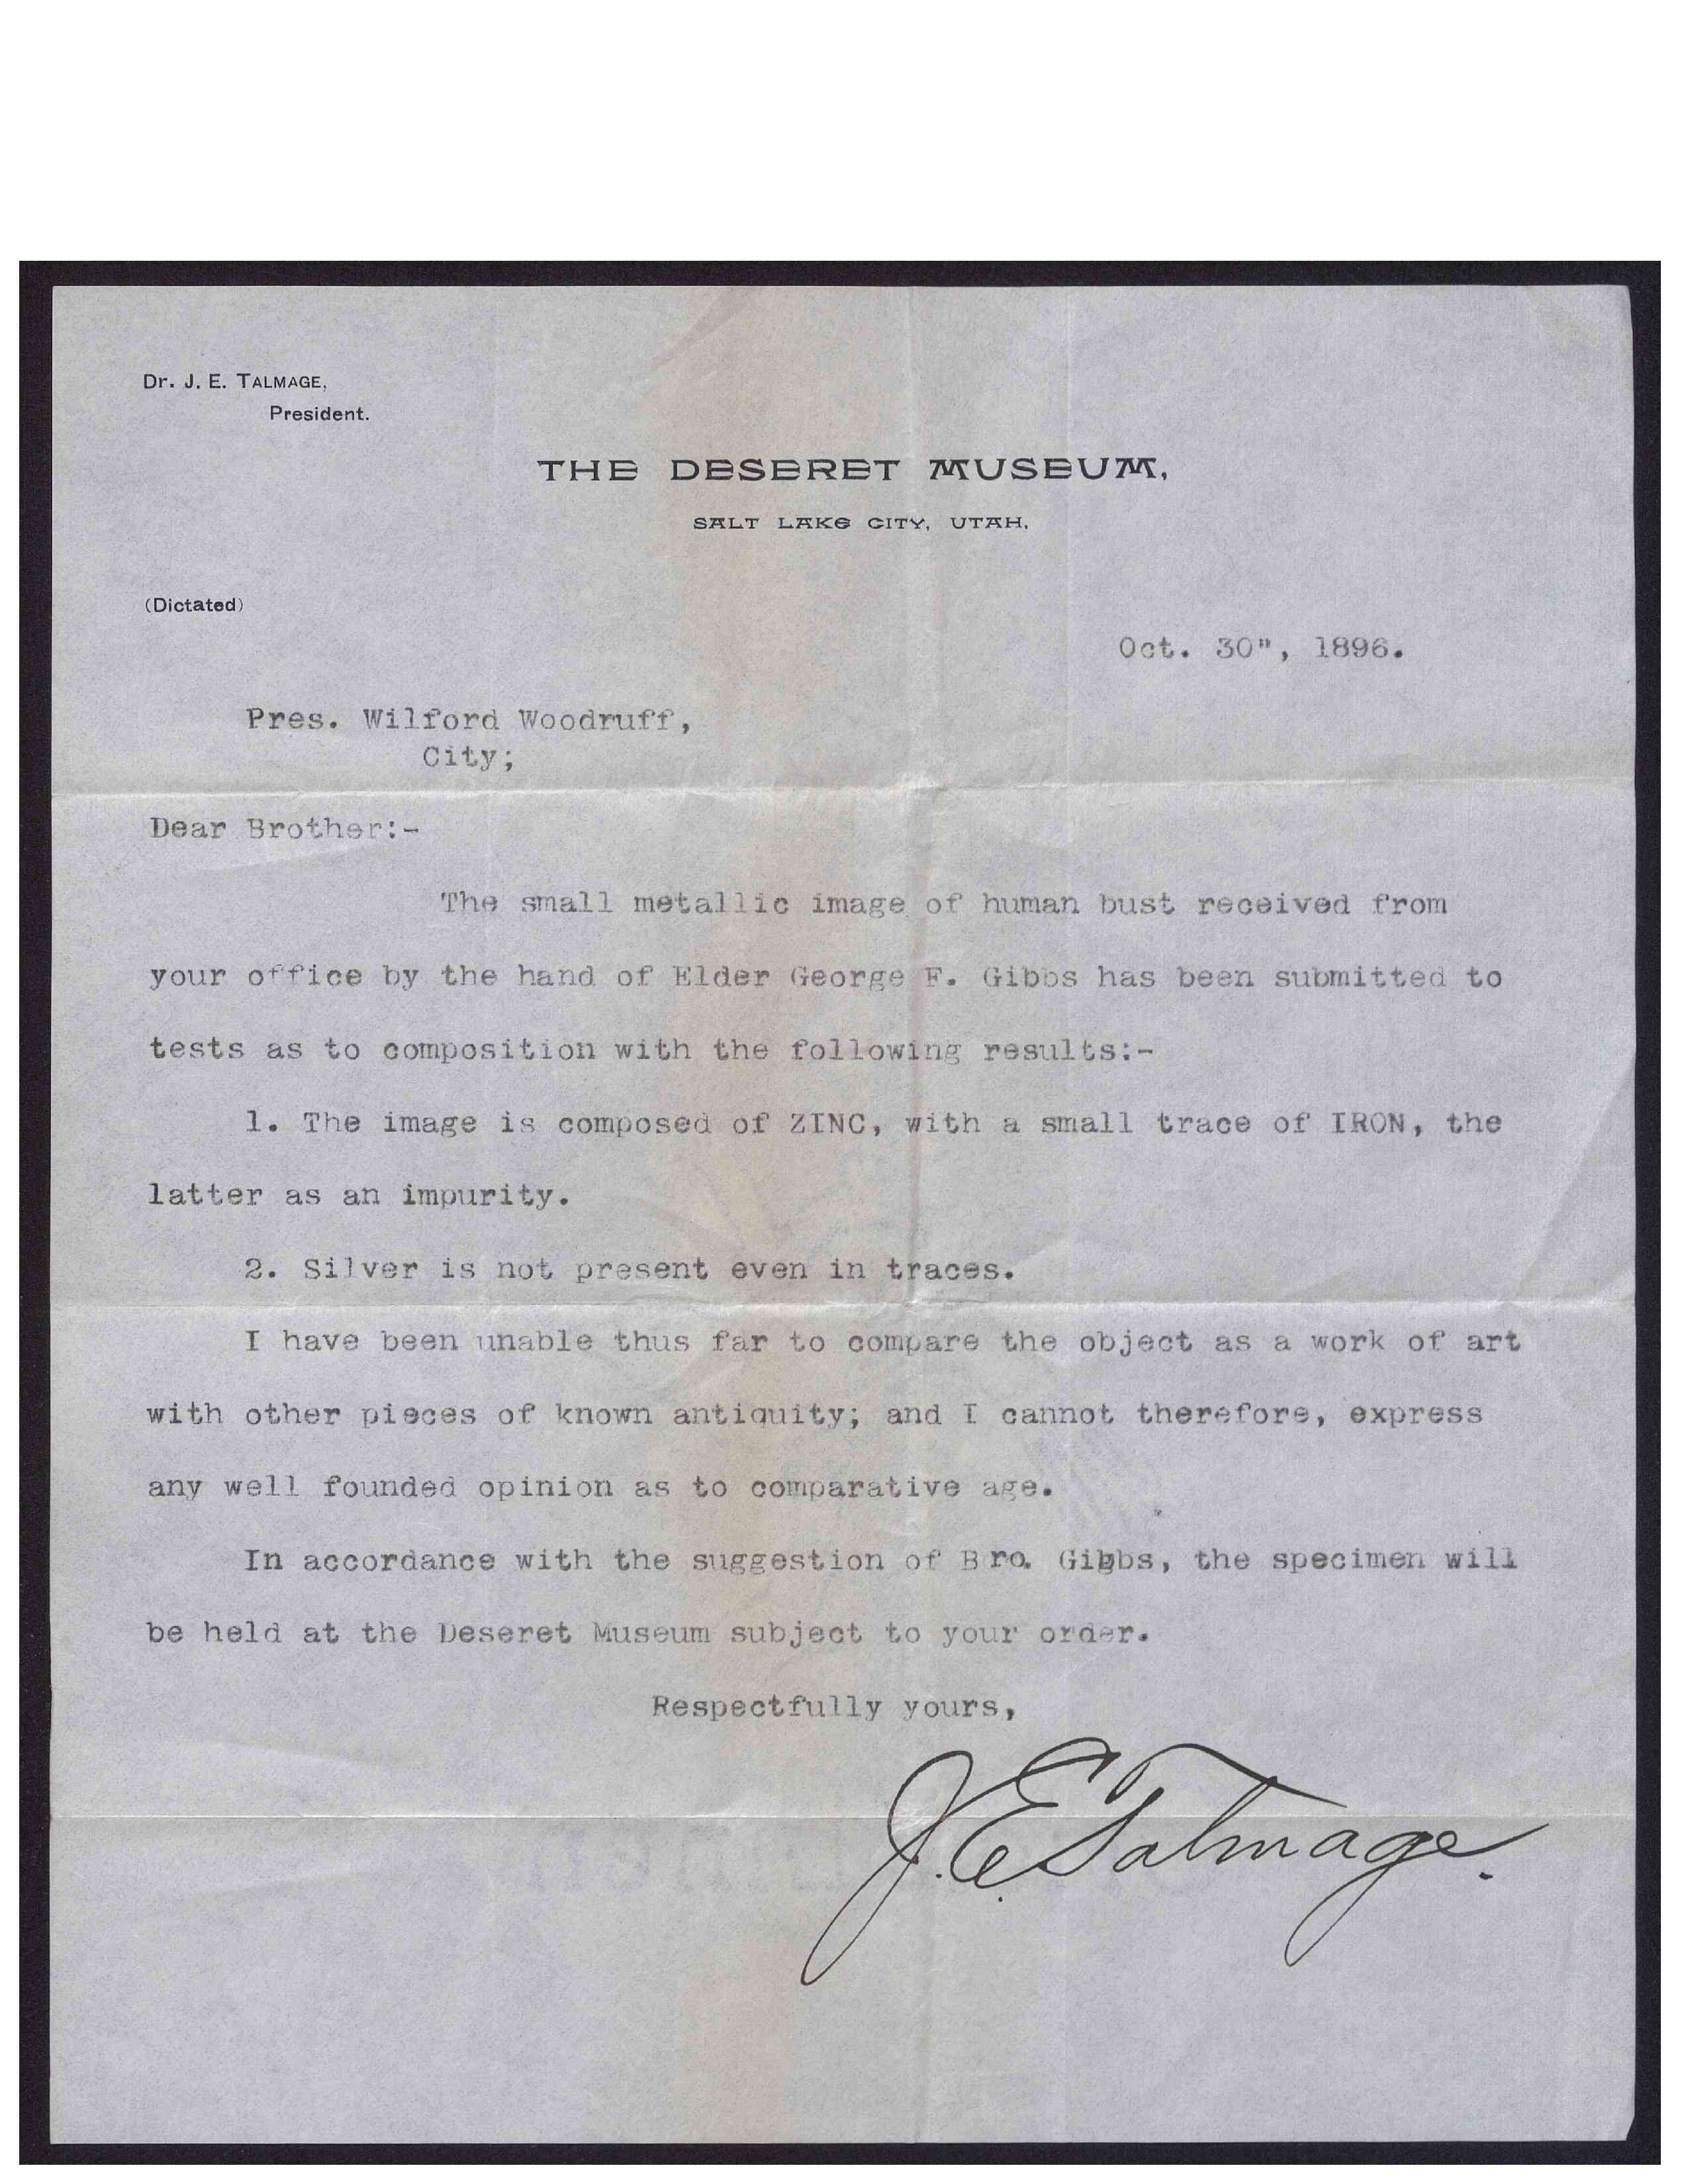 Dr. J. E. TALMAGE,
President.
THE DESERET MUSEUM,
SALT LAKE CITY, UTAH.
(Dictated)
Oct. 30", 1896.
Pres. Wilford Woodruff,
City;
Dear Brother:-
The small metallic image of human bust received from
your office by the hand of Elder George F. Gibbs has been submitted to
tests as to composition with the following results:-
1. The image is composed of ZINC, with a small trace of IRON, the
latter as an impurity.
2. Silver is not present even in traces.
I have been unable thus far to compare the object as a work of art
with other pieces of known antiquity; and I cannot therefore, express
any well founded opinion as to comparative age.
In accordance with the suggestion of Bro. Gibbs, the specimen will
be held at the Deseret Museum subject to your order.
Respectfully yours,
J. E. Talmage.